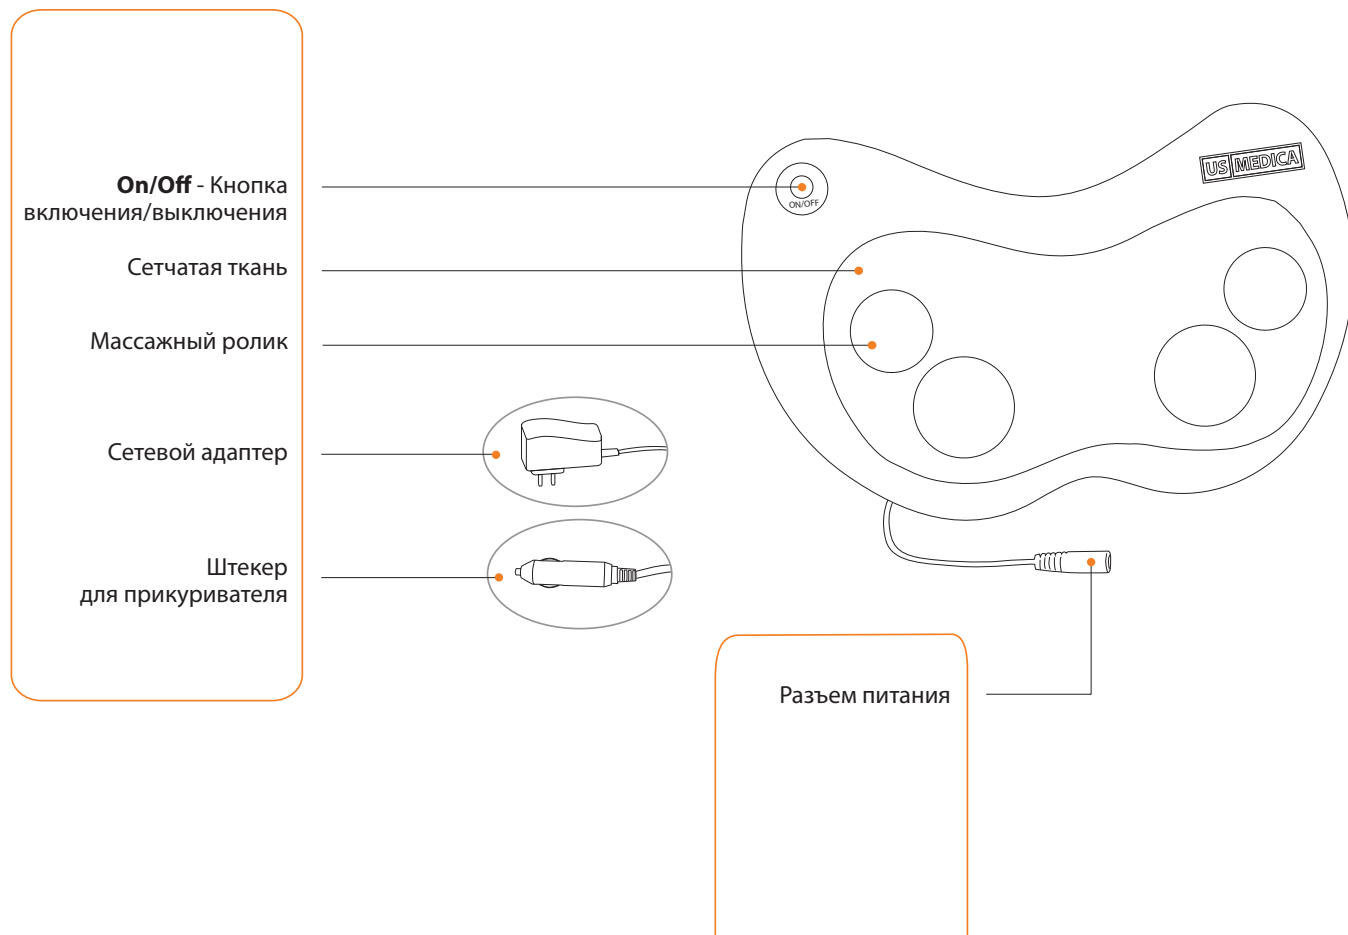 On/Off - Кнопка
включения/выключения
Сетчатая ткань
Массажный ролик
Сетевой адаптер
Штекер
для прикуривателя
ON/OFF
US MEDICA
Разъем питания